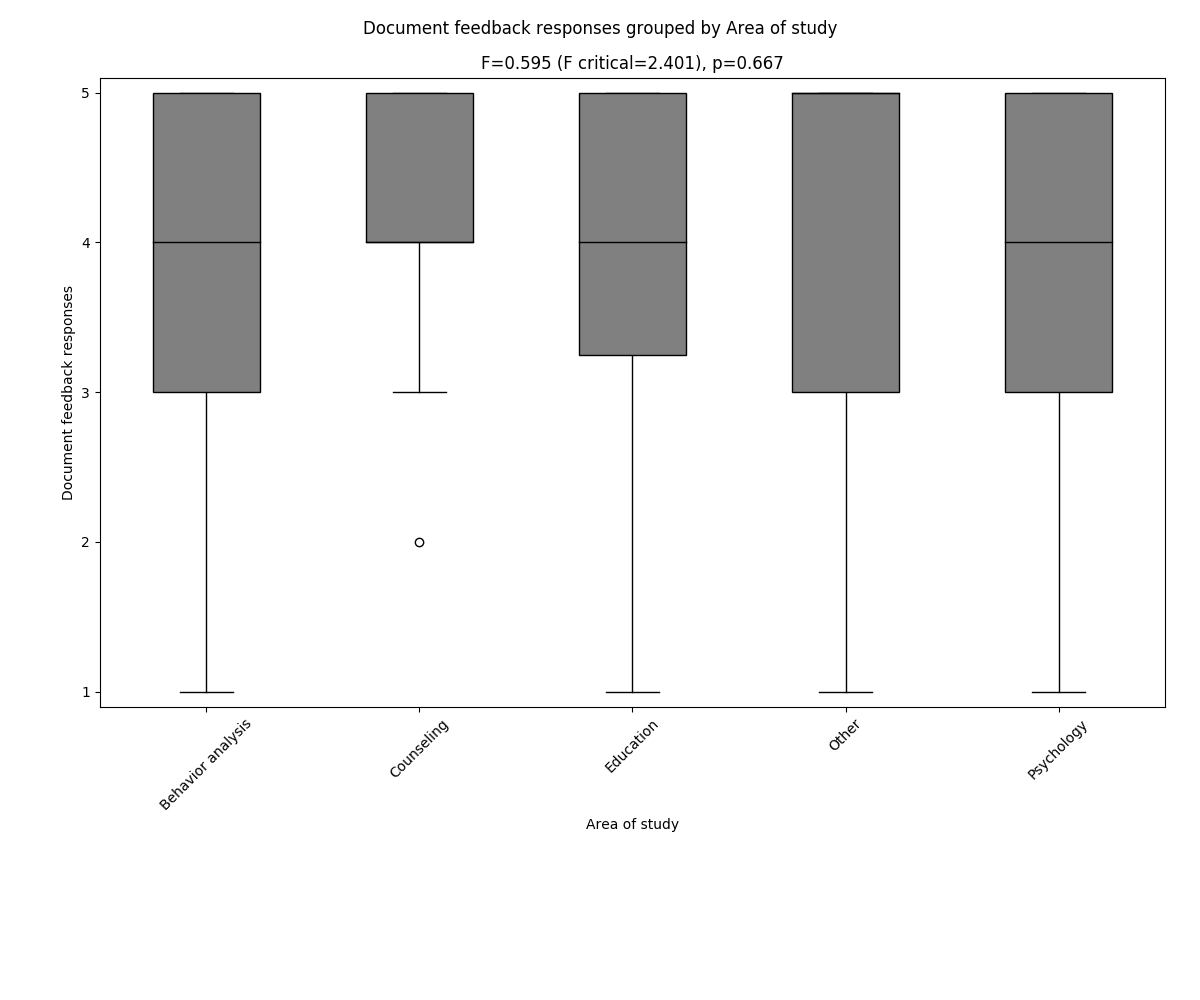 Document feedback responses grouped by Area of study
F=0.595 (F critical=2.401), p=0.667
Document feedback responses
5
4
3
2
1
Behavior analysis
Counseling
Education
Other
Psychology
Area of study